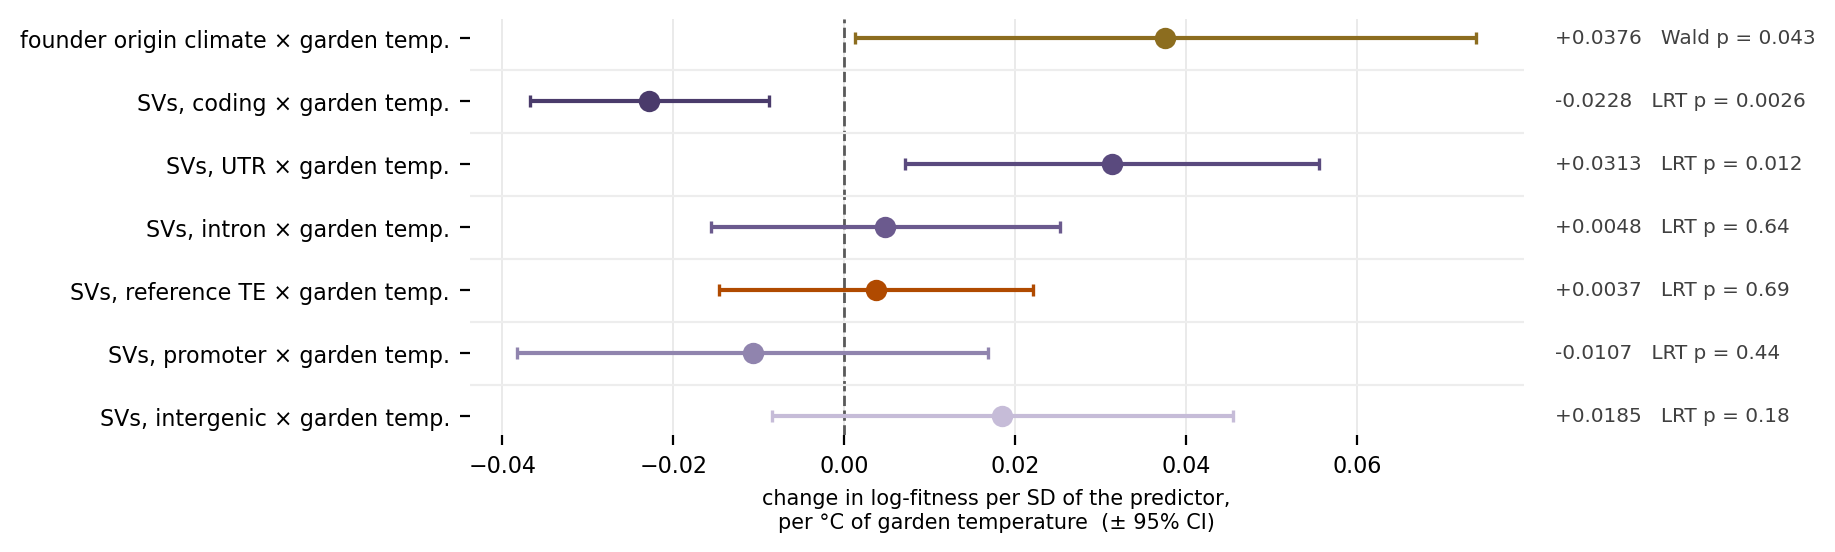 founder origin climate × garden temp.
+0.0376   Wald p = 0.043
SVs, coding × garden temp.
-0.0228   LRT p = 0.0026
SVs, UTR × garden temp.
+0.0313   LRT p = 0.012
SVs, intron × garden temp.
+0.0048   LRT p = 0.64
SVs, reference TE × garden temp.
+0.0037   LRT p = 0.69
SVs, promoter × garden temp.
-0.0107   LRT p = 0.44
SVs, intergenic × garden temp.
+0.0185   LRT p = 0.18
−0.04 −0.02 0.00 0.02 0.04 0.06
change in log-fitness per SD of the predictor,
per °C of garden temperature  (± 95% CI)